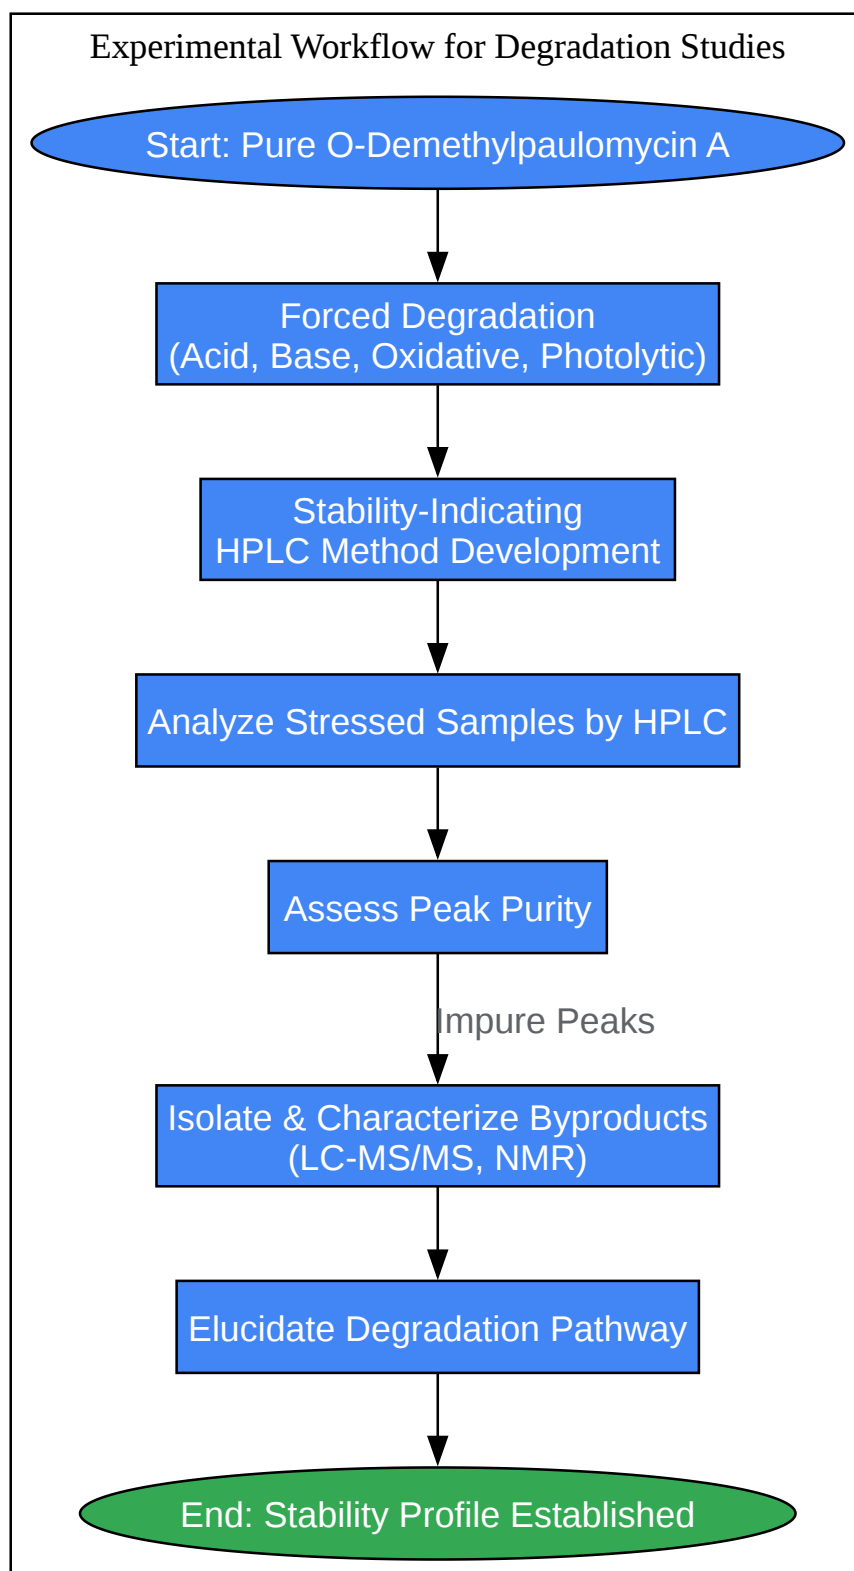 Experimental Workflow for Degradation Studies
Start: Pure O-Demethylpaulomycin A
Forced Degradation
(Acid, Base, Oxidative, Photolytic)
Stability-Indicating
HPLC Method Development
Analyze Stressed Samples by HPLC
Assess Peak Purity
Impure Peaks
Isolate & Characterize Byproducts
(LC-MS/MS, NMR)
Elucidate Degradation Pathway
End: Stability Profile Established